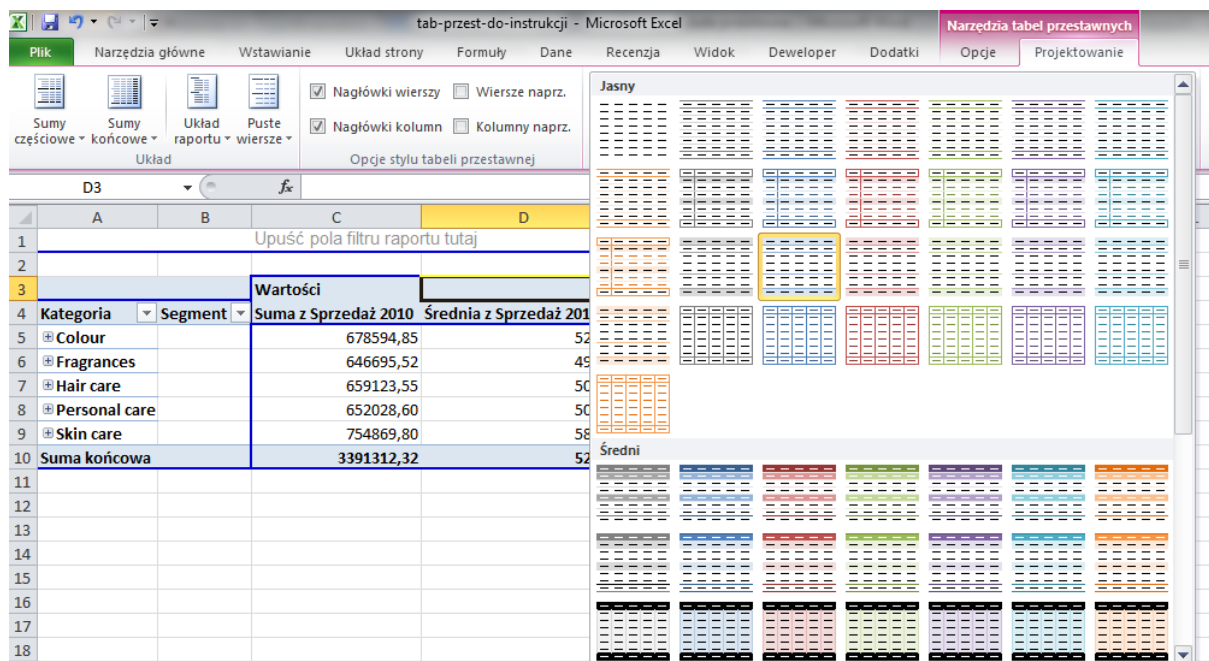 tab-przest-do-instrukcji - Microsoft Excel
Narzędzia tabel przestawnych
Plik Narzędzia główne Wstawianie Układ strony Formuły Dane Recenzja Widok Deweloper Dodatki Opcje Projektowanie
Sumy częściowe
Sumy końcowe
Układ raportu
Puste wiersze
Układ
Nagłówki wierszy Wiersze naprz.
Nagłówki kolumn Kolumny naprz.
Opcje stylu tabeli przestawnej
Jasny
Średni
D3 fx
A B C D
1 Upuść pola filtru raportu tutaj
2
3 Wartości
4 Kategoria Segment Suma z Sprzedaż 2010 Średnia z Sprzedaż 201
5 Colour 678594,85 52
6 Fragrances 646695,52 49
7 Hair care 659123,55 50
8 Personal care 652028,60 50
9 Skin care 754869,80 58
10 Suma końcowa 3391312,32 52
11
12
13
14
15
16
17
18